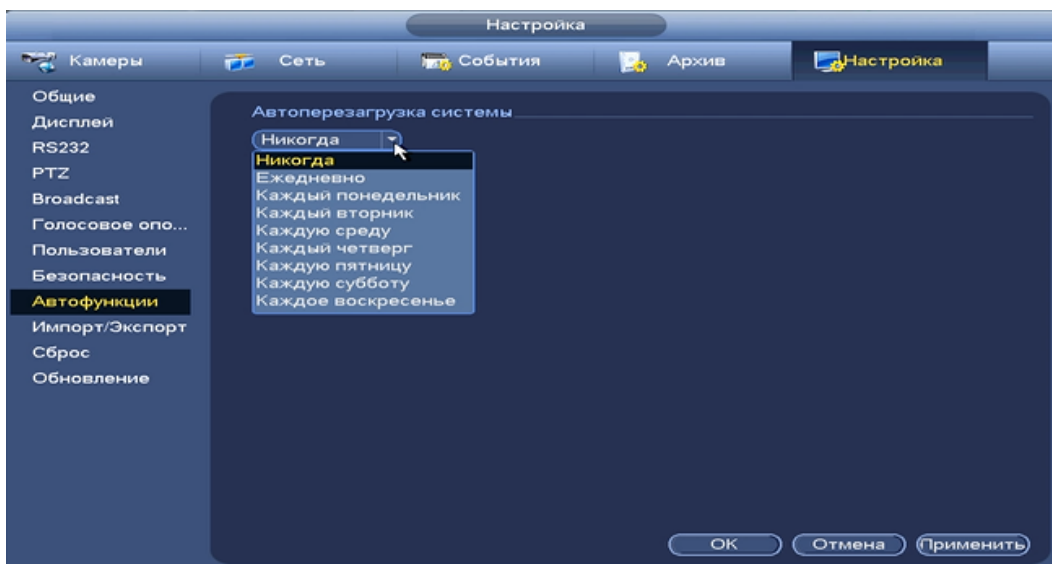 Настройка
Камеры
Сеть
События
Архив
Настройка
Общие
Дисплей
RS232
PTZ
Broadcast
Голосовое опо...
Пользователи
Безопасность
Автофункции
Импорт/Экспорт
Сброс
Обновление
Автоперезагрузка системы
Никогда
Никогда
Ежедневно
Каждый понедельник
Каждый вторник
Каждую среду
Каждый четверг
Каждую пятницу
Каждую субботу
Каждое воскресенье
OK
Отмена
Применить